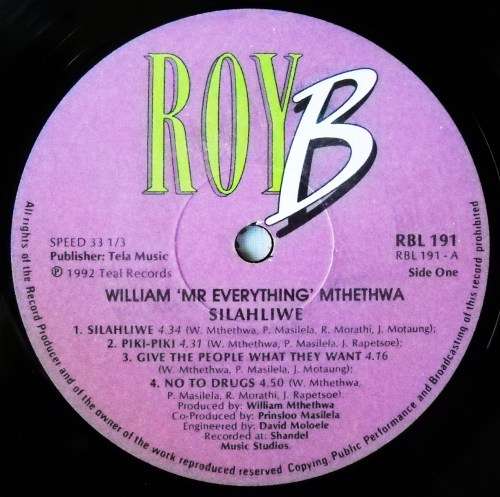 ROY B
SPEED 33 1/3
Publisher: Tela Music
℗ 1992 Teal Records
RBL 191
RBL 191 - A
Side One
WILLIAM 'MR EVERYTHING' MTHETHWA
SILAHLIWE
1. SILAHLIWE 4.34 (W. Mthethwa, P. Masilela, R. Morathi, J. Motaung);
2. PIKI-PIKI 4.31 (W. Mthethwa, P. Masilela, J. Rapetsoe);
3. GIVE THE PEOPLE WHAT THEY WANT 4.16
(W. Mthethwa, P. Masilela, J. Motaung);
4. NO TO DRUGS 4.50 (W. Mthethwa,
P. Masilela, R. Morathi, J. Rapetsoe)
Produced by: William Mthethwa
Co-Produced by: Prinsloo Masilela
Engineered by: David Moloele
Recorded at: Shandel
Music Studios.
All rights of the Record Producer and of the owner of the work reproduced reserved Copying, Public Performance and Broadcasting of this record prohibited